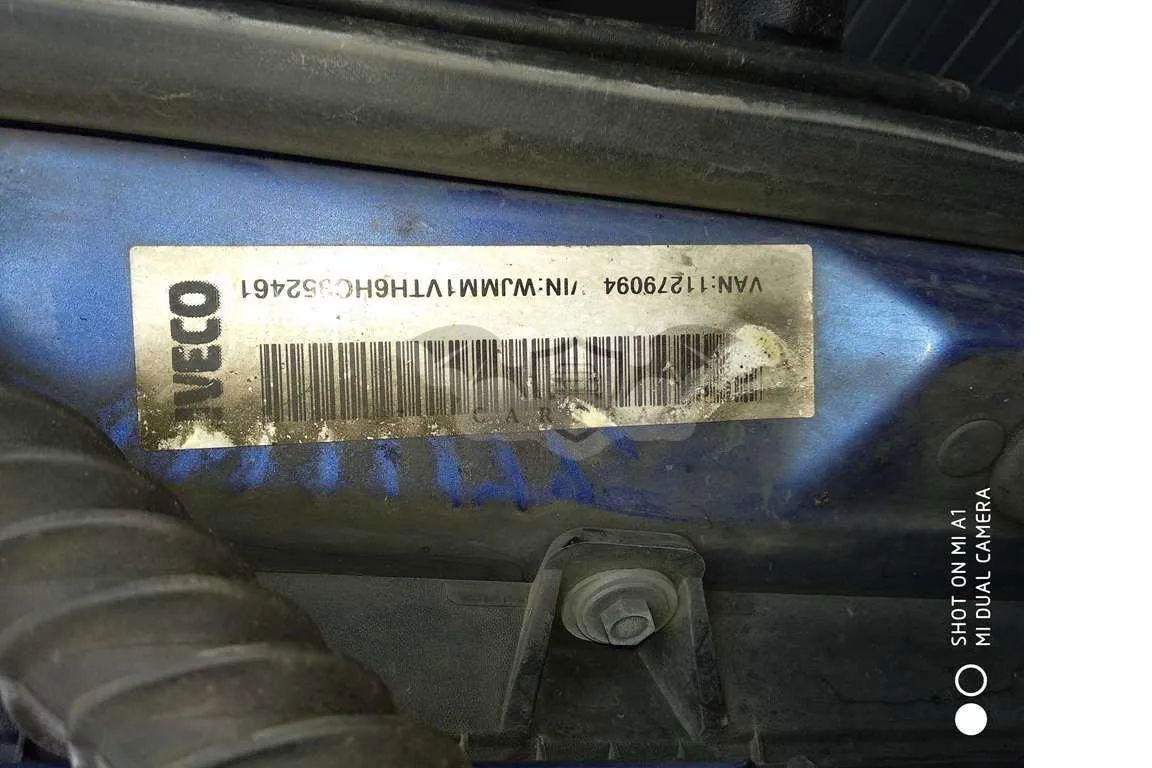 IVECO
VAN:11279094 VIN:WJMM1VTH6HC352461
SHOT ON MI A1
MI DUAL CAMERA